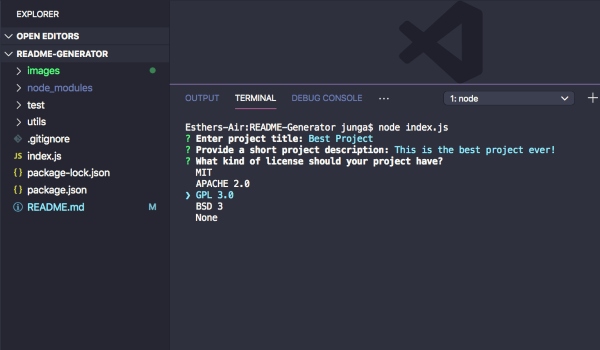 EXPLORER
OPEN EDITORS
README-GENERATOR
images
node_modules
test
utils
.gitignore
JS index.js
package-lock.json
package.json
README.md M
OUTPUT TERMINAL DEBUG CONSOLE ... 1: node
Esthers-Air:README-Generator junga$ node index.js
? Enter project title: Best Project
? Provide a short project description: This is the best project ever!
? What kind of license should your project have?
MIT
APACHE 2.0
❯ GPL 3.0
BSD 3
None